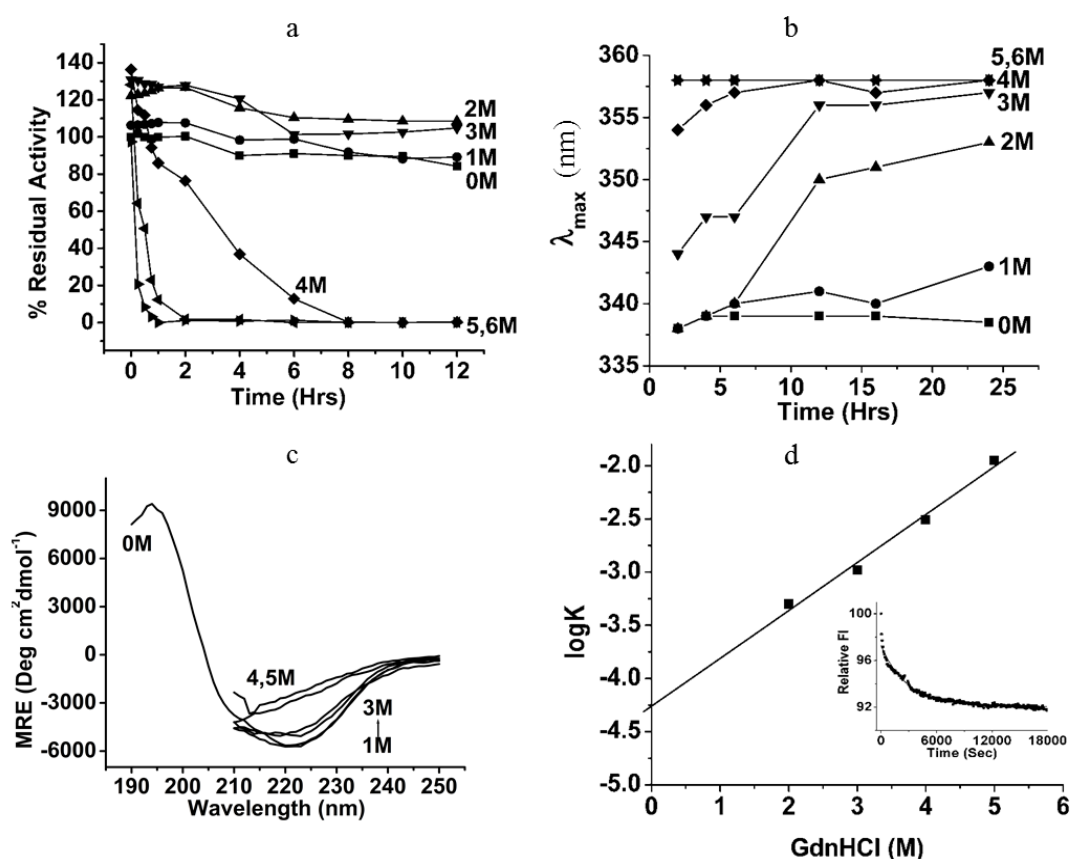 a
140
120
100
80
60
40
20
0
% Residual Activity
2M
3M
1M
0M
4M
5,6M
0 2 4 6 8 10 12
Time (Hrs)
b
360
355
350
345
340
335
λmax (nm)
5,6M
4M
3M
2M
1M
0M
0 5 10 15 20 25
Time (Hrs)
c
9000
6000
3000
0
-3000
-6000
MRE (Deg cm²dmol⁻¹)
0M
4,5M
3M
1M
190 200 210 220 230 240 250
Wavelength (nm)
d
-2.0
-2.5
-3.0
-3.5
-4.0
-4.5
-5.0
logK
100
96
92
Relative FI
0 6000 12000 18000
Time (Sec)
0 1 2 3 4 5 6
GdnHCl (M)